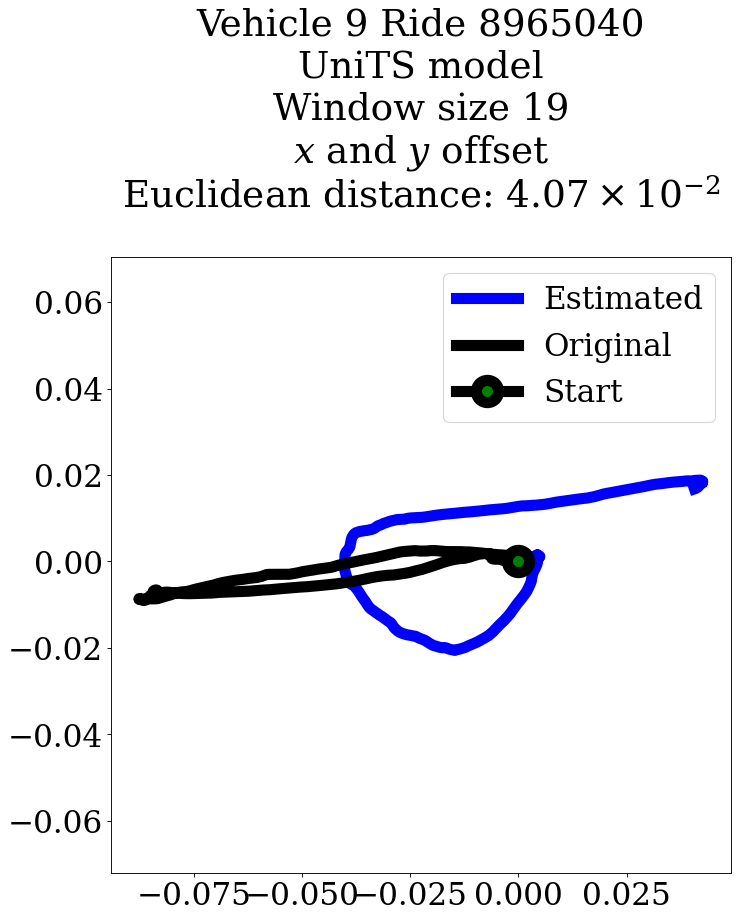 Vehicle 9 Ride 8965040
UniTS model
Window size 19
x and y offset
Euclidean distance: 4.07 × 10⁻²
Estimated
Original
Start
0.06
0.04
0.02
0.00
−0.02
−0.04
−0.06
−0.075 −0.050 −0.025 0.000 0.025